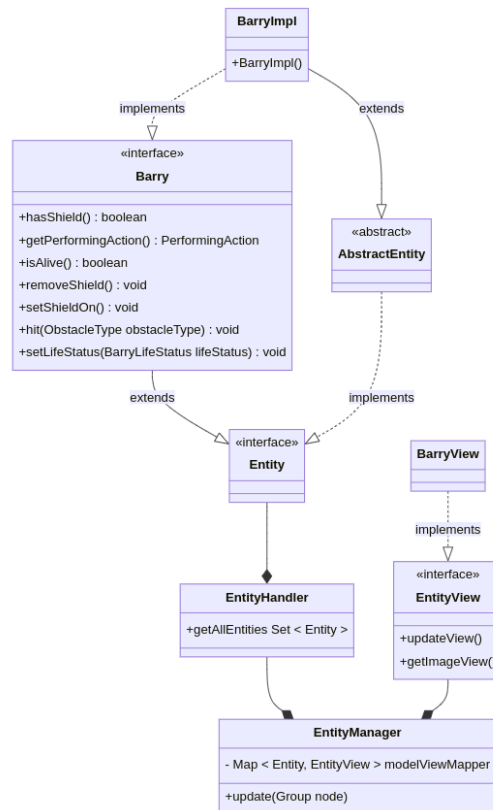 BarryImpl
+BarryImpl()
implements
extends
«interface»
Barry
+hasShield() : boolean
+getPerformingAction() : PerformingAction
+isAlive() : boolean
+removeShield() : void
+setShieldOn() : void
+hit(ObstacleType obstacleType) : void
+setLifeStatus(BarryLifeStatus lifeStatus) : void
«abstract»
AbstractEntity
extends
implements
«interface»
Entity
BarryView
implements
«interface»
EntityView
+updateView()
+getImageView()
EntityHandler
+getAllEntities Set < Entity >
EntityManager
- Map < Entity, EntityView > modelViewMapper
+update(Group node)